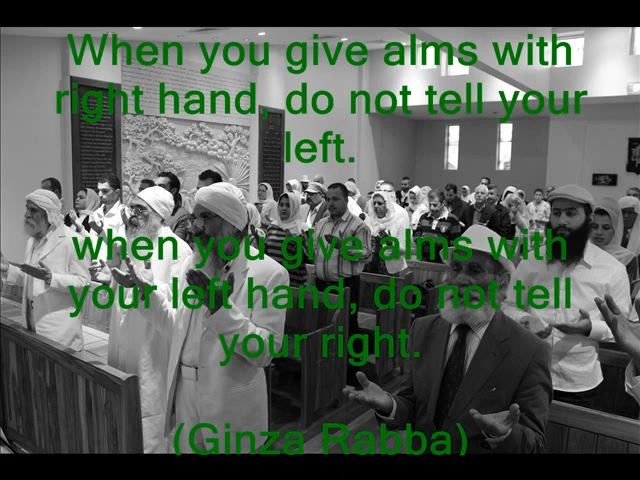 When you give alms with
right hand, do not tell your
left.
when you give alms with
your left hand, do not tell
your right.
(Ginza Rabba)